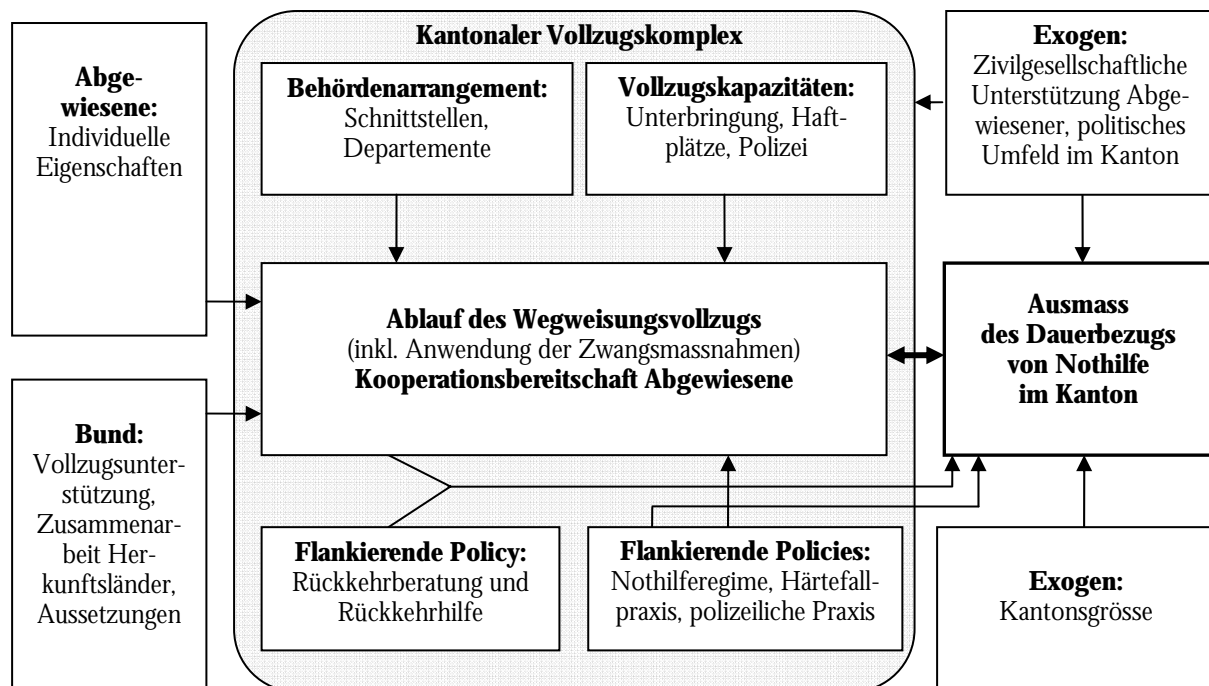 Kantonaler Vollzugskomplex
Abge-
wiesene:
Individuelle
Eigenschaften
Behördenarrangement:
Schnittstellen,
Departemente
Vollzugskapazitäten:
Unterbringung, Haft-
plätze, Polizei
Exogen:
Zivilgesellschaftliche
Unterstützung Abge-
wiesener, politisches
Umfeld im Kanton
Ablauf des Wegweisungsvollzugs
(inkl. Anwendung der Zwangsmassnahmen)
Kooperationsbereitschaft Abgewiesene
Ausmass
des Dauerbezugs
von Nothilfe
im Kanton
Bund:
Vollzugsunter-
stützung,
Zusammenar-
beit Her-
kunftsländer,
Aussetzungen
Flankierende Policy:
Rückkehrberatung und
Rückkehrhilfe
Flankierende Policies:
Nothilferegime, Härtefall-
praxis, polizeiliche Praxis
Exogen:
Kantonsgrösse